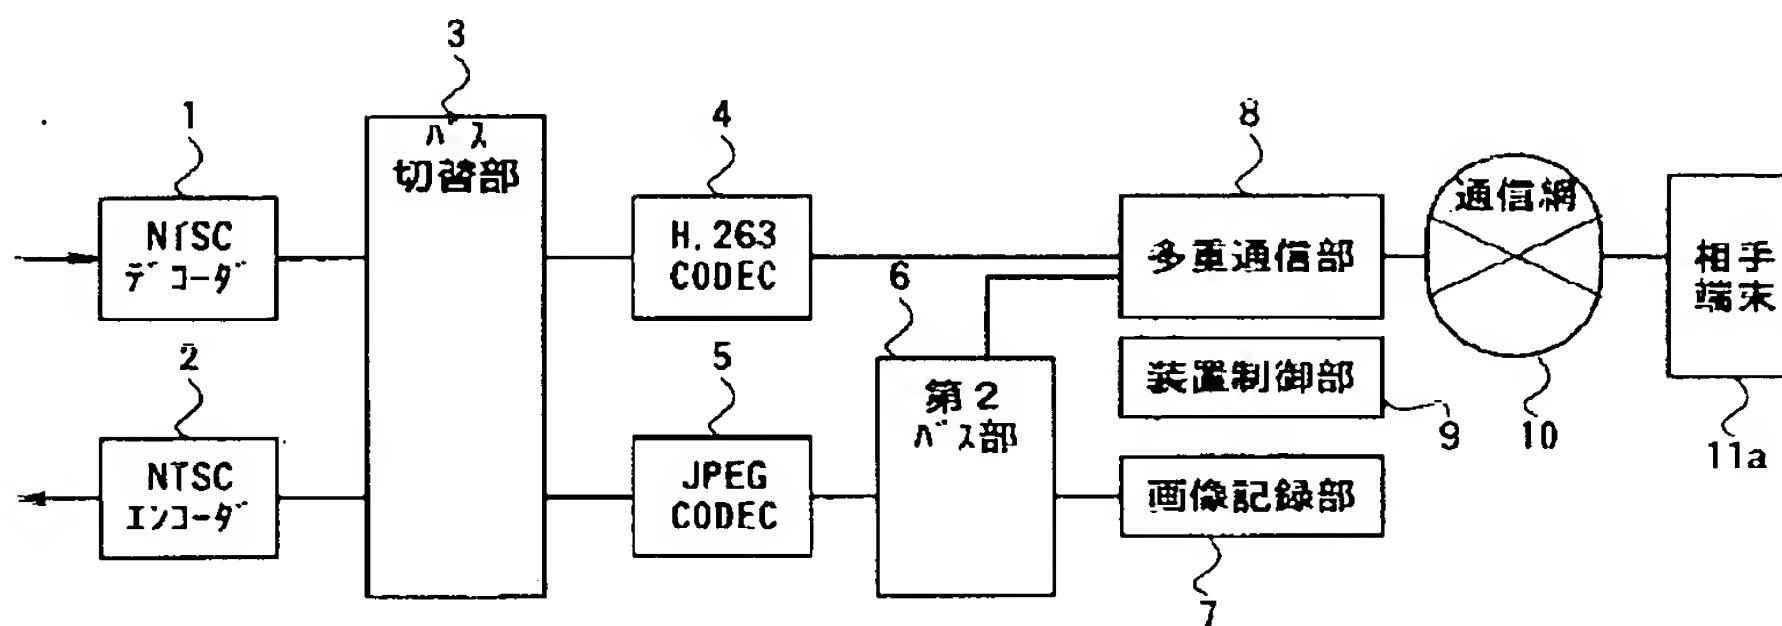 3
1
4
8
バス
切替部
通信網
NTSC
デコーダ
H.263
CODEC
多重通信部
相手
端末
6
2
5
装置制御部
第2
バス部
9
10
11a
NTSC
エンコーダ
JPEG
CODEC
画像記録部
7